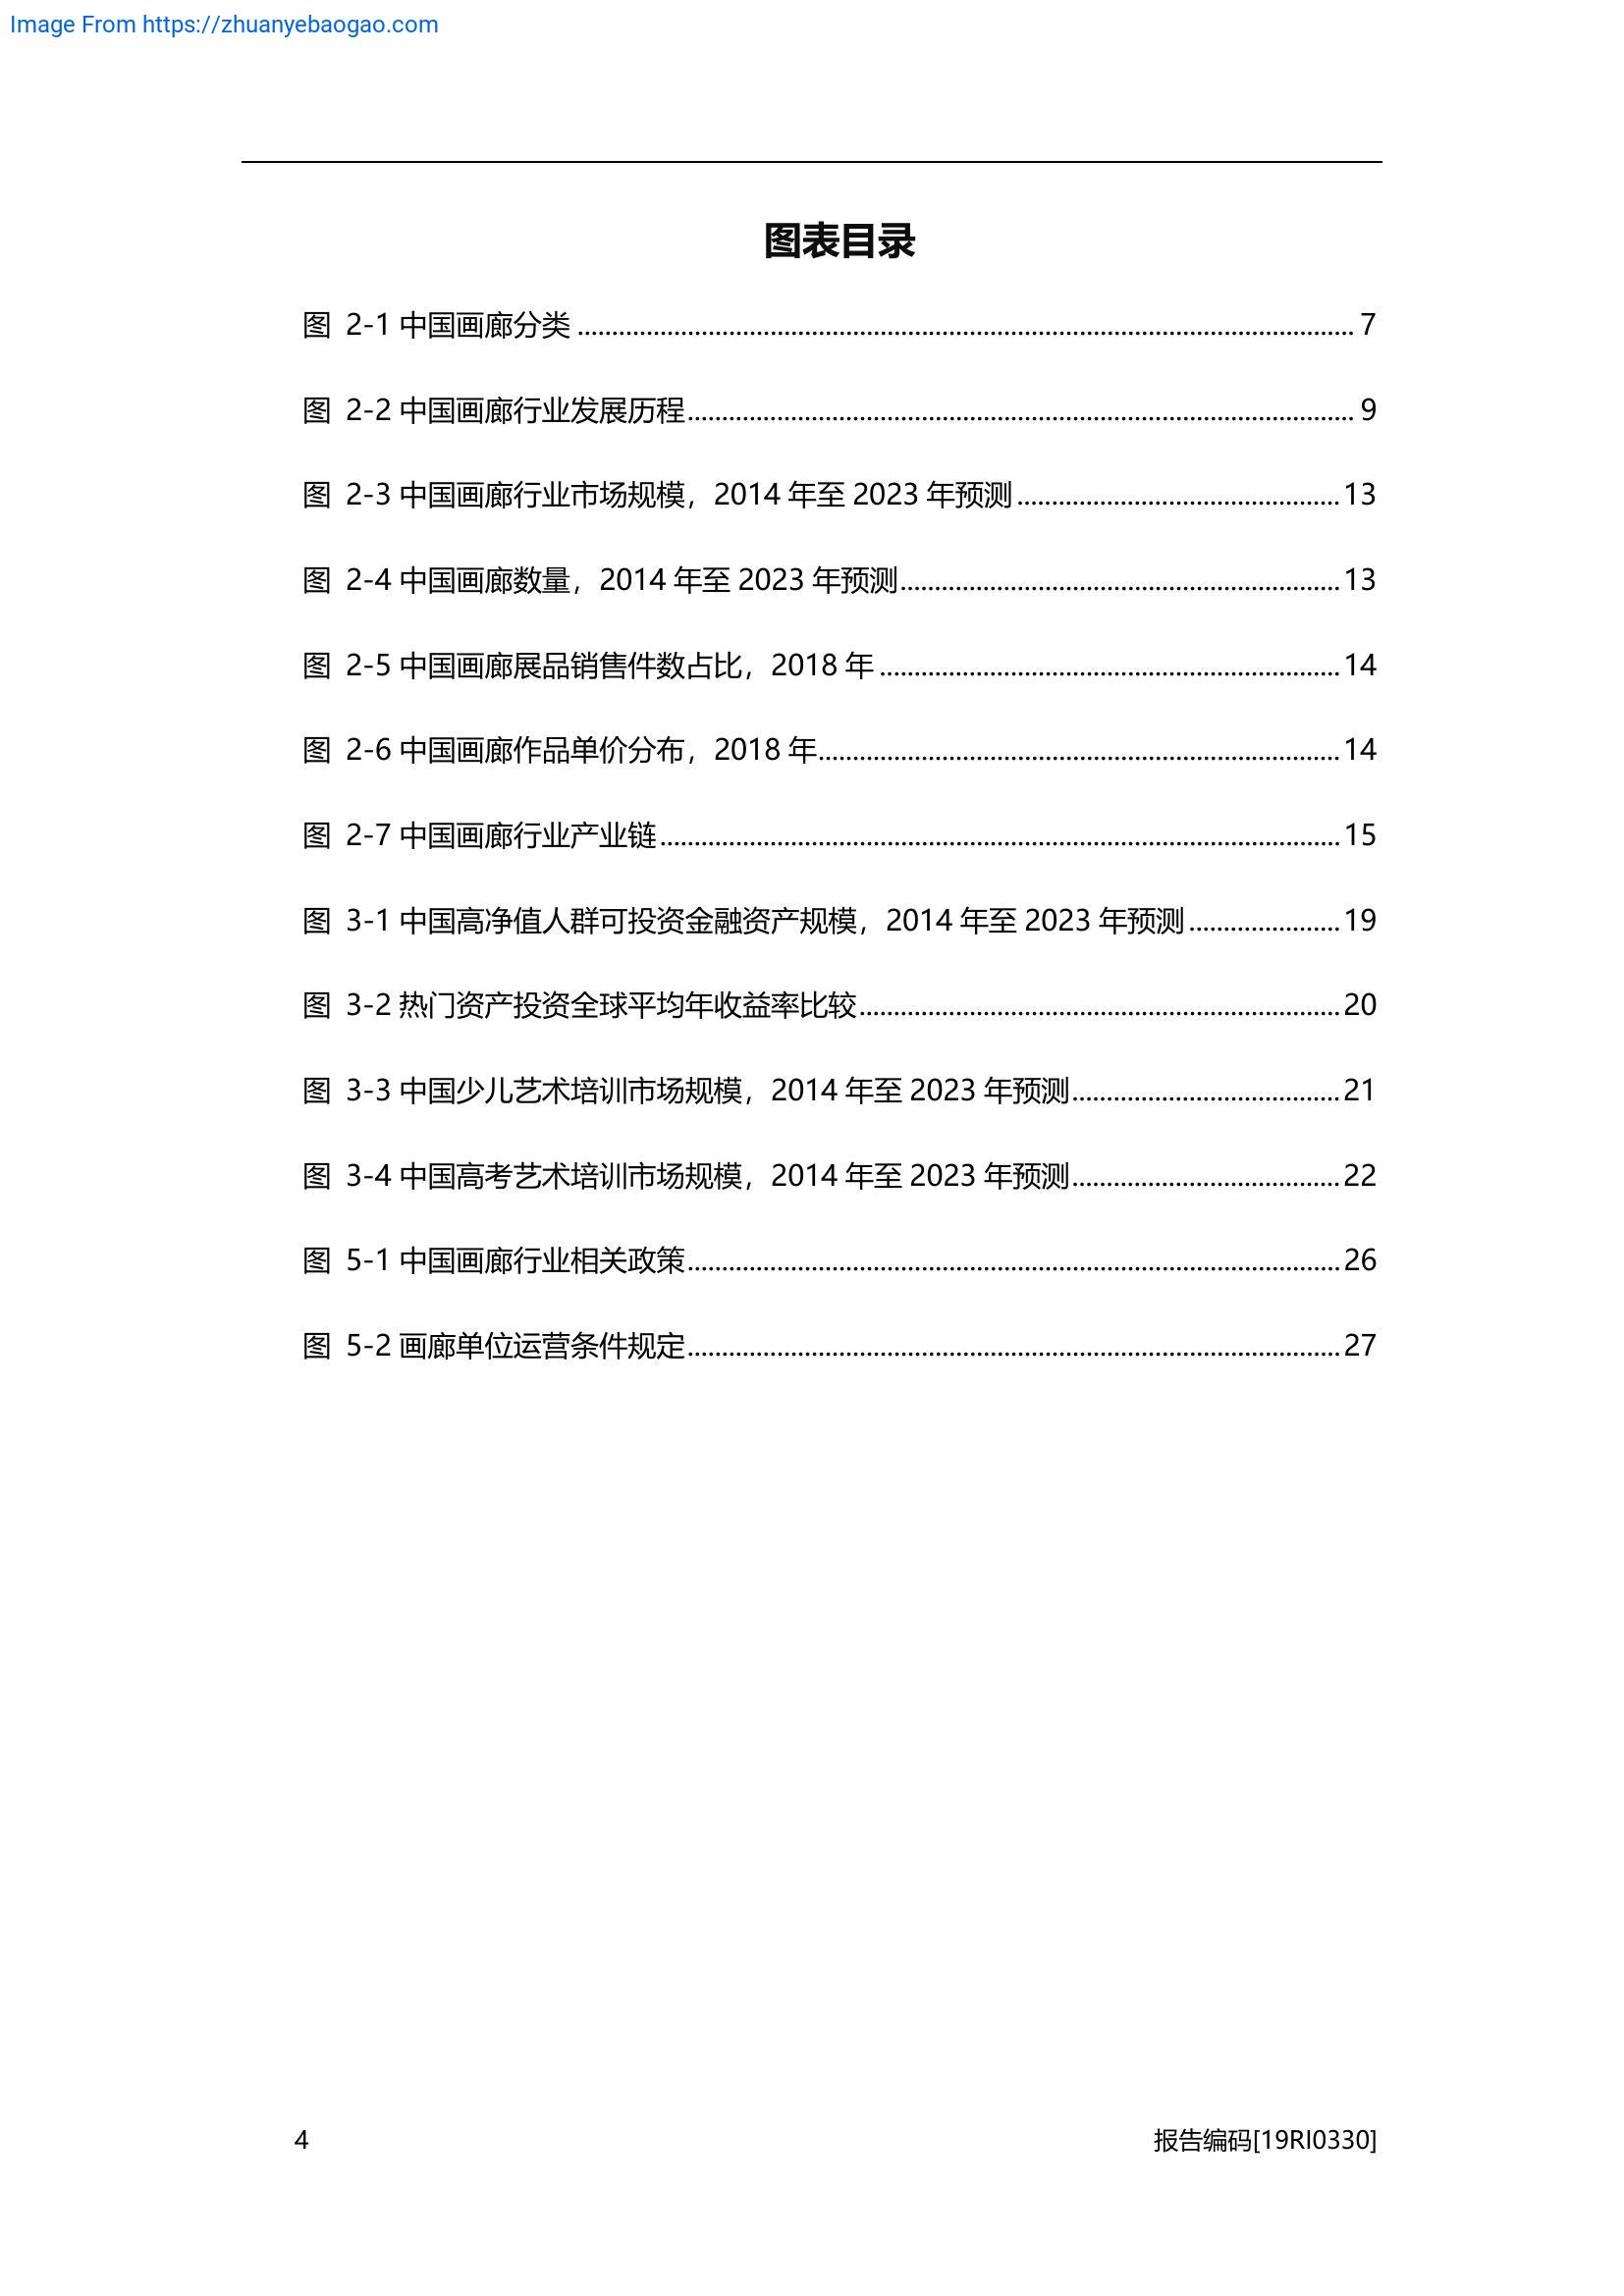 Image From https://zhuanyebaogao.com
图表目录
图 2-1 中国画廊分类 ........................................ 7
图 2-2 中国画廊行业发展历程 ........................................ 9
图 2-3 中国画廊行业市场规模，2014 年至 2023 年预测 ........................................ 13
图 2-4 中国画廊数量，2014 年至 2023 年预测 ........................................ 13
图 2-5 中国画廊展品销售件数占比，2018 年 ........................................ 14
图 2-6 中国画廊作品单价分布，2018 年 ........................................ 14
图 2-7 中国画廊行业产业链 ........................................ 15
图 3-1 中国高净值人群可投资金融资产规模，2014 年至 2023 年预测 ...................... 19
图 3-2 热门资产投资全球平均年收益率比较 ........................................ 20
图 3-3 中国少儿艺术培训市场规模，2014 年至 2023 年预测 ........................................ 21
图 3-4 中国高考艺术培训市场规模，2014 年至 2023 年预测 ........................................ 22
图 5-1 中国画廊行业相关政策 ........................................ 26
图 5-2 画廊单位运营条件规定 ........................................ 27
4 报告编码[19RI0330]